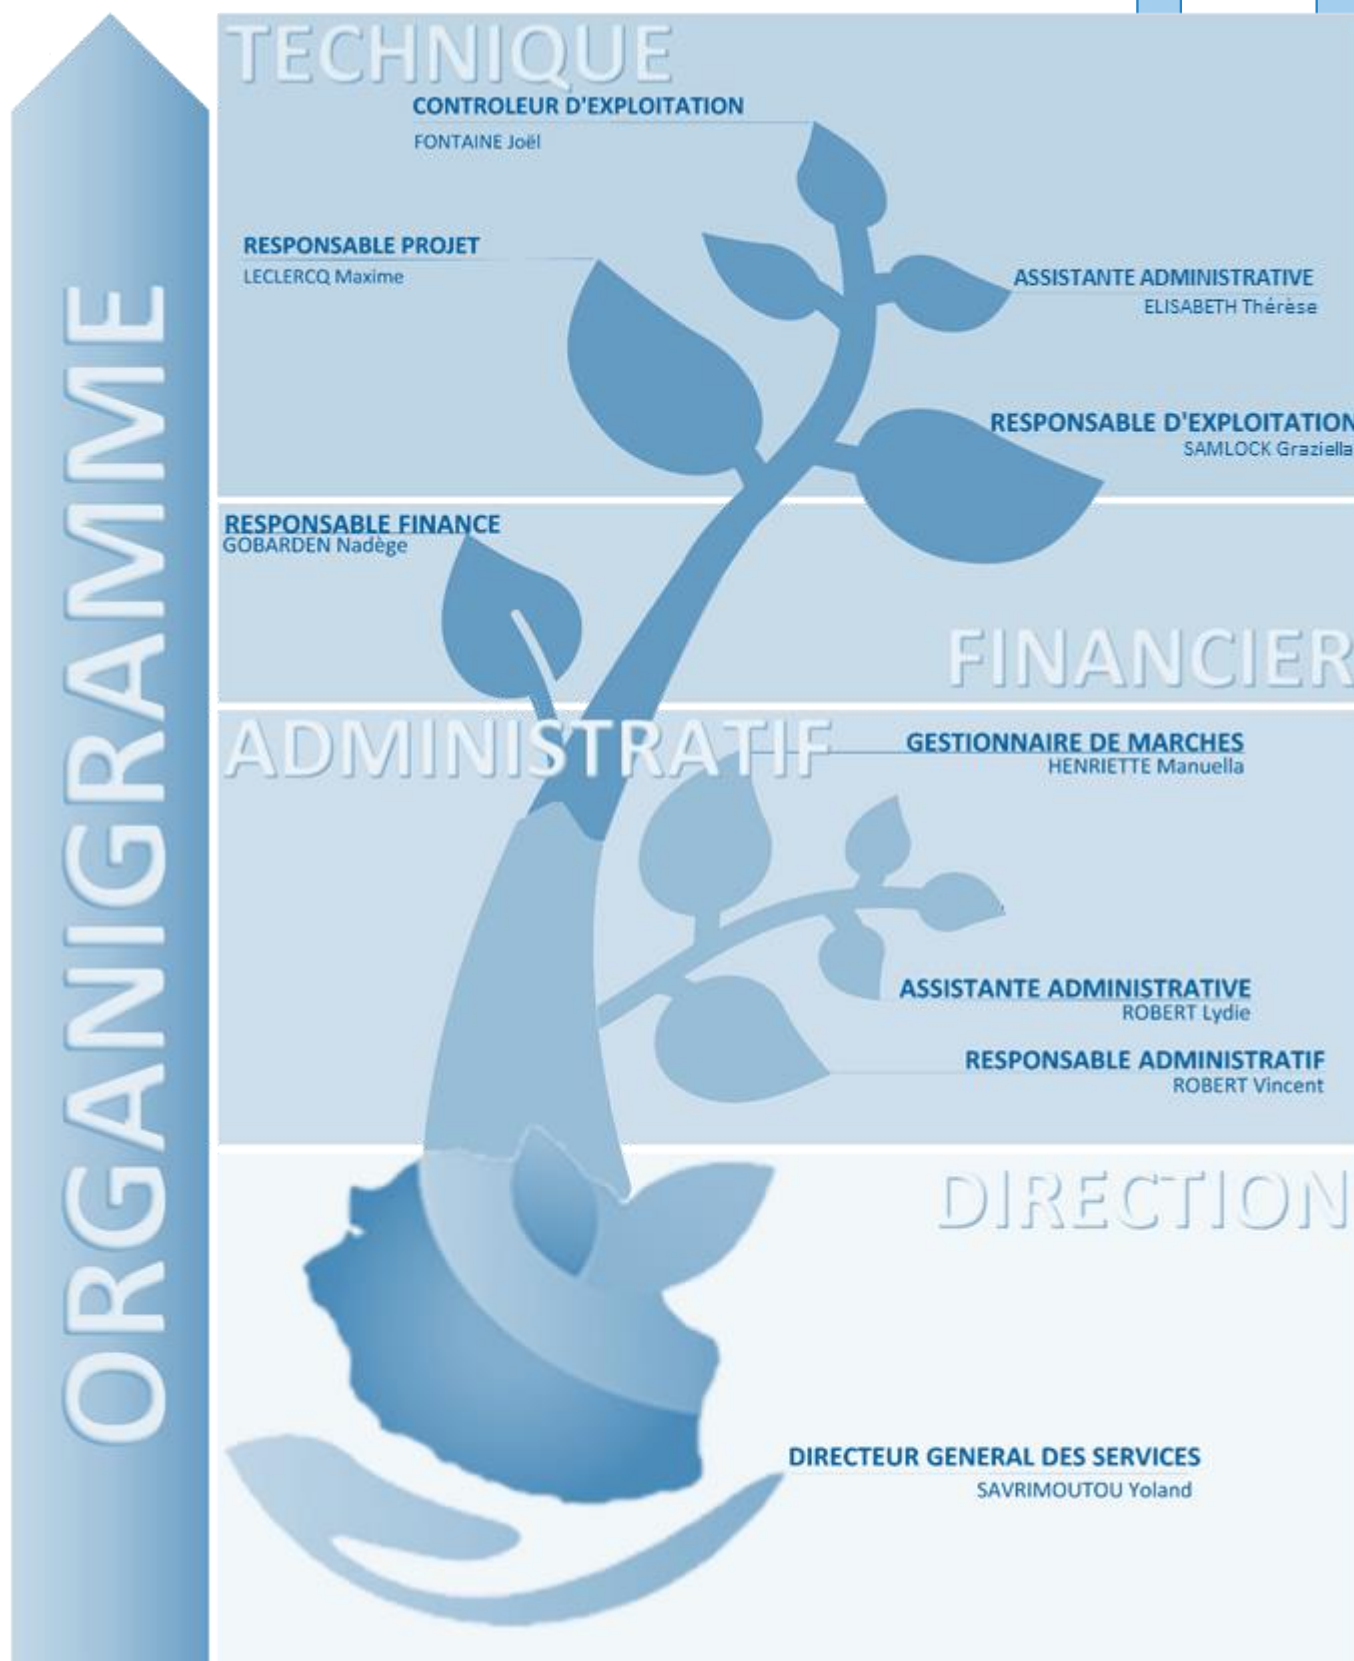 ORGANIGRAMME
TECHNIQUE
CONTROLEUR D'EXPLOITATION
FONTAINE Joël
RESPONSABLE PROJET
LECLERCQ Maxime
ASSISTANTE ADMINISTRATIVE
ELISABETH Thérèse
RESPONSABLE D'EXPLOITATION
SAMLOCK Graziella
RESPONSABLE FINANCE
GOBARDEN Nadège
FINANCIER
ADMINISTRATIF
GESTIONNAIRE DE MARCHES
HENRIETTE Manuella
ASSISTANTE ADMINISTRATIVE
ROBERT Lydie
RESPONSABLE ADMINISTRATIF
ROBERT Vincent
DIRECTION
DIRECTEUR GENERAL DES SERVICES
SAVRIMOUTOU Yoland